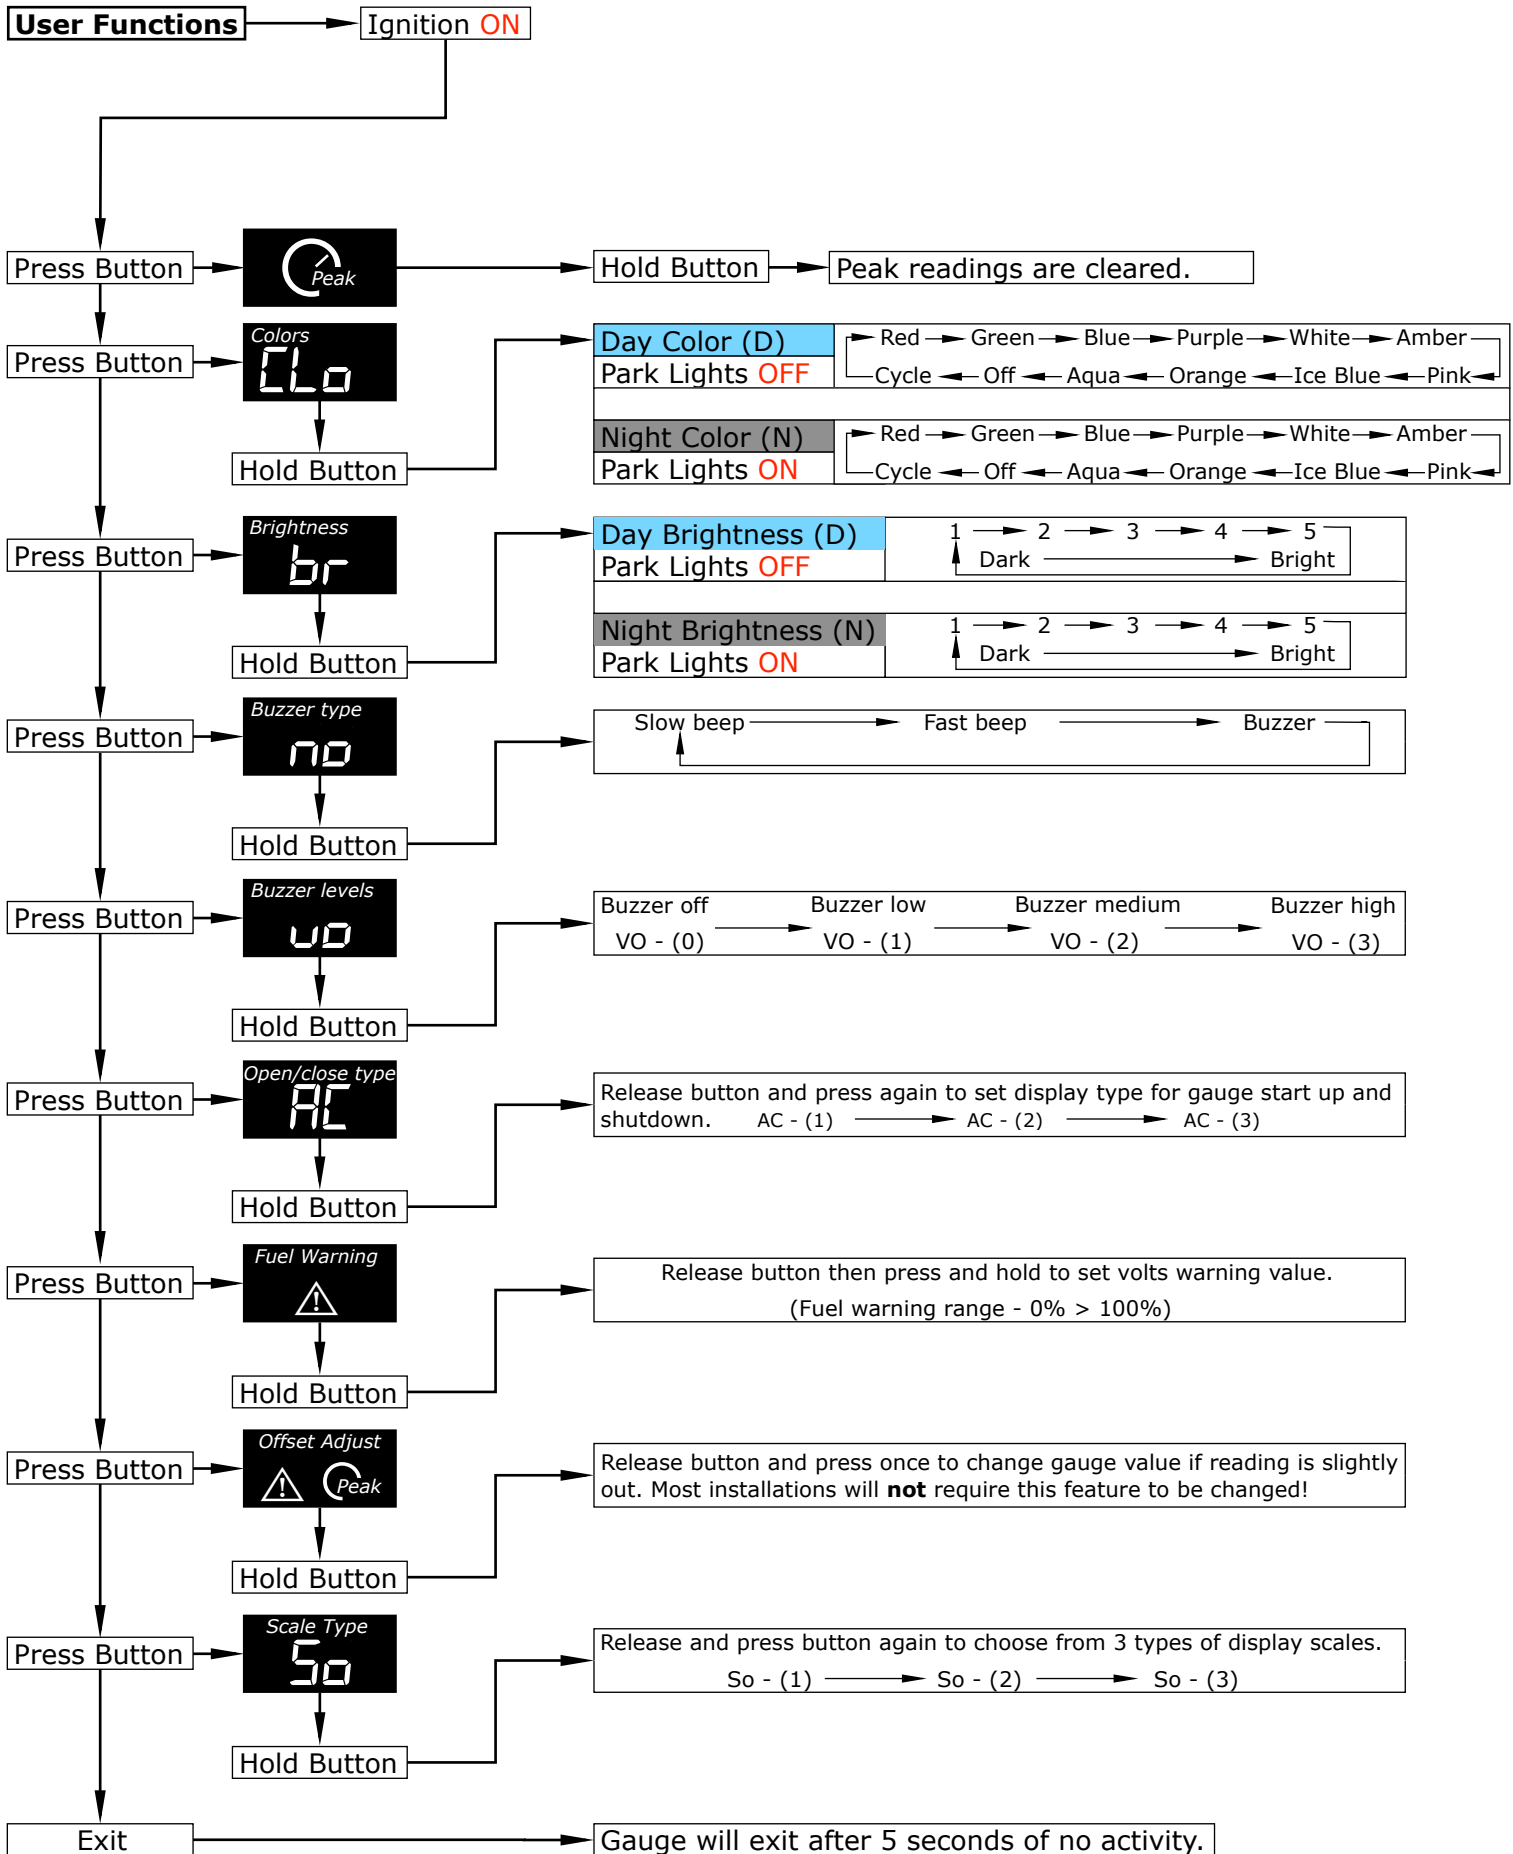 User Functions
Ignition ON
Press Button
Peak
Hold Button
Peak readings are cleared.
Press Button
Colors
CLo
Hold Button
Day Color (D)
Park Lights OFF
Red Green Blue Purple White Amber
Cycle Off Aqua Orange Ice Blue Pink
Night Color (N)
Park Lights ON
Red Green Blue Purple White Amber
Cycle Off Aqua Orange Ice Blue Pink
Press Button
Brightness
br
Hold Button
Day Brightness (D)
Park Lights OFF
1 2 3 4 5
Dark Bright
Night Brightness (N)
Park Lights ON
1 2 3 4 5
Dark Bright
Press Button
Buzzer type
no
Hold Button
Slow beep Fast beep Buzzer
Press Button
Buzzer levels
vo
Hold Button
Buzzer off Buzzer low Buzzer medium Buzzer high
VO - (0) VO - (1) VO - (2) VO - (3)
Press Button
Open/close type
AC
Hold Button
Release button and press again to set display type for gauge start up and
shutdown. AC - (1) AC - (2) AC - (3)
Press Button
Fuel Warning
Hold Button
Release button then press and hold to set volts warning value.
(Fuel warning range - 0% > 100%)
Press Button
Offset Adjust
Peak
Hold Button
Release button and press once to change gauge value if reading is slightly
out. Most installations will not require this feature to be changed!
Press Button
Scale Type
So
Hold Button
Release and press button again to choose from 3 types of display scales.
So - (1) So - (2) So - (3)
Exit
Gauge will exit after 5 seconds of no activity.